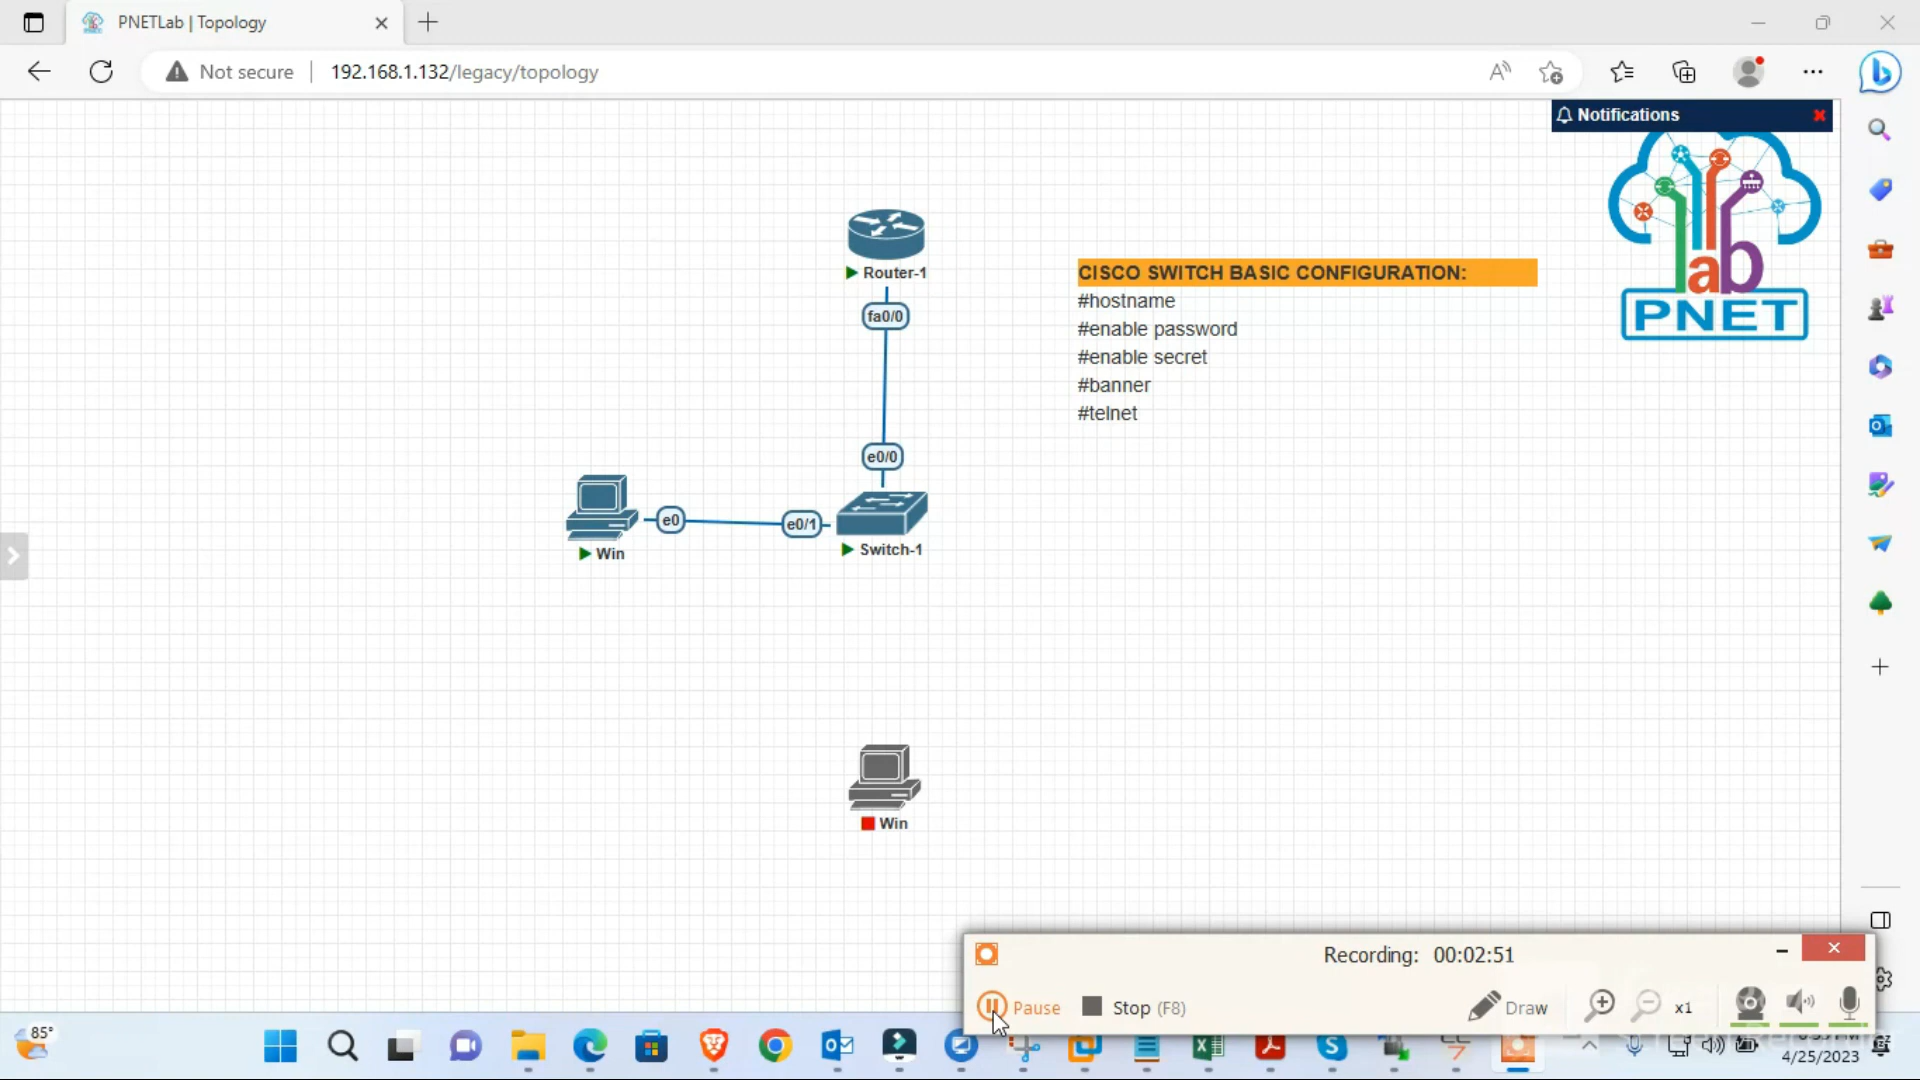 PNETLab | Topology
Not secure
192.168.1.132/legacy/topology
Notifications
Router-1
CISCO SWITCH BASIC CONFIGURATION:
#hostname
fa0/0
#enable password
#enable secret
#banner
#telnet
lab
PNET
e0/0
e0
e0/1
Win
Switch-1
Win
Recording: 00:02:51
Pause
Stop (F8)
Draw
x1
85°
4/25/2023